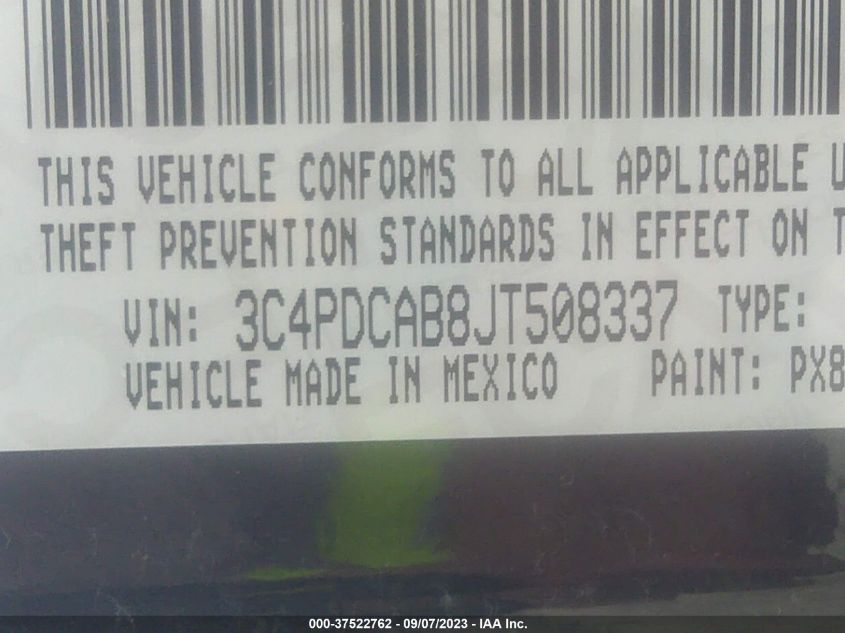 THIS VEHICLE CONFORMS TO ALL APPLICABLE U
THEFT PREVENTION STANDARDS IN EFFECT ON T
VIN: 3C4PDCAB8JT508337 TYPE:
VEHICLE MADE IN MEXICO PAINT: PX8
000-37522762 - 09/07/2023 - IAA Inc.